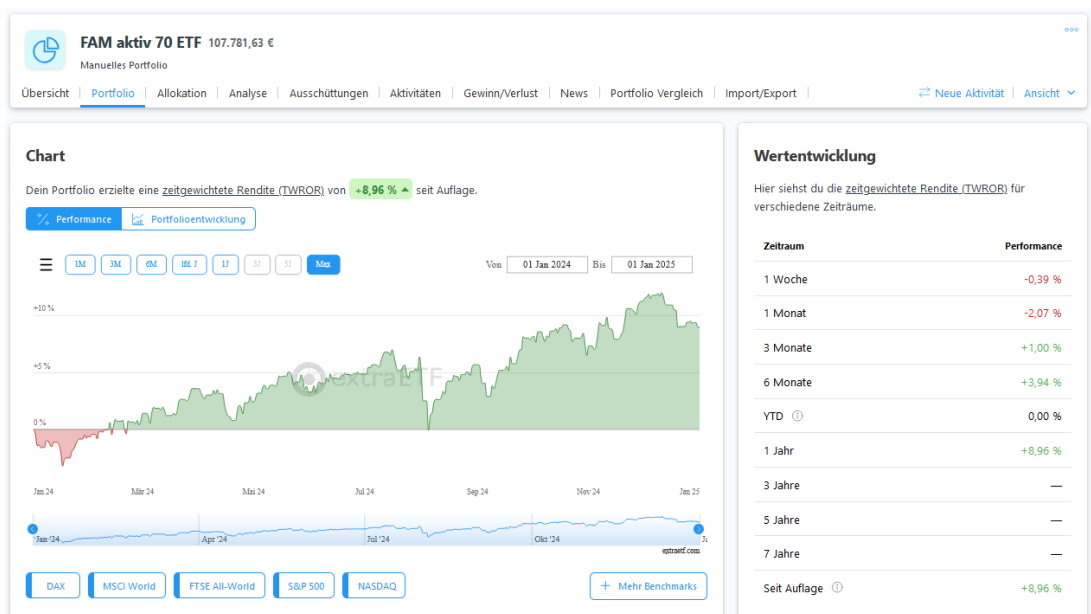 FAM aktiv 70 ETF 107.781,63 €
Manuelles Portfolio
Übersicht Portfolio Allokation Analyse Ausschüttungen Aktivitäten Gewinn/Verlust News Portfolio Vergleich Import/Export Neue Aktivität Ansicht
Chart
Dein Portfolio erzielte eine zeitgewichtete Rendite (TWROR) von +8,96 % seit Auflage.
Performance Portfolioentwicklung
1M 3M 6M lfd. J 1J 3J 5J Max Von 01 Jan 2024 Bis 01 Jan 2025
+10 %
+5 %
extraETF
0 %
Jan 24 Mär 24 Mai 24 Jul 24 Sep 24 Nov 24 Jan 25
Jan '24 Apr '24 Jul '24 Okt '24
extraetf.com
DAX MSCI World FTSE All-World S&P 500 NASDAQ + Mehr Benchmarks
Wertentwicklung
Hier siehst du die zeitgewichtete Rendite (TWROR) für
verschiedene Zeiträume.
Zeitraum Performance
1 Woche -0,39 %
1 Monat -2,07 %
3 Monate +1,00 %
6 Monate +3,94 %
YTD 0,00 %
1 Jahr +8,96 %
3 Jahre —
5 Jahre —
7 Jahre —
Seit Auflage +8,96 %